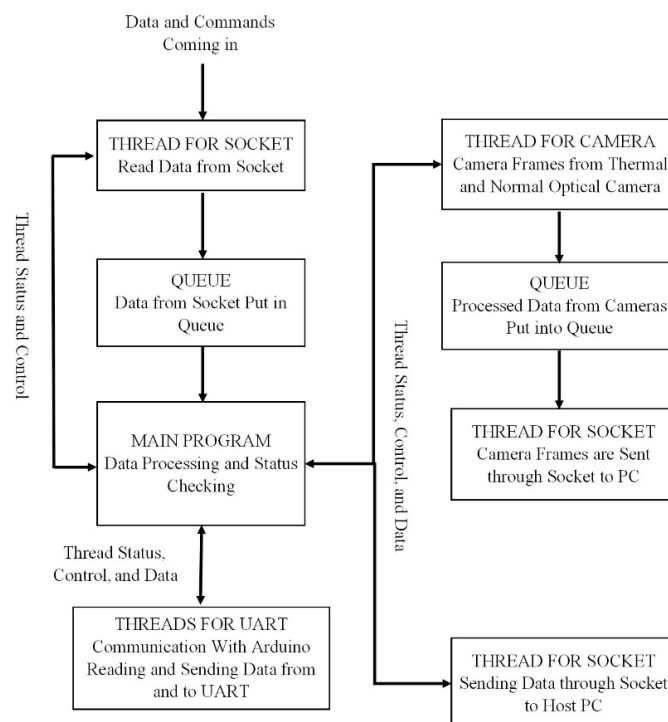 Data and Commands
Coming in
THREAD FOR SOCKET
Read Data from Socket
QUEUE
Data from Socket Put in
Queue
MAIN PROGRAM
Data Processing and Status
Checking
Thread Status and Control
Thread Status,
Control, and Data
THREADS FOR UART
Communication With Arduino
Reading and Sending Data from
and to UART
Thread Status, Control, and Data
THREAD FOR CAMERA
Camera Frames from Thermal
and Normal Optical Camera
QUEUE
Processed Data from Cameras
Put into Queue
THREAD FOR SOCKET
Camera Frames are Sent
through Socket to PC
THREAD FOR SOCKET
Sending Data through Socket
to Host PC